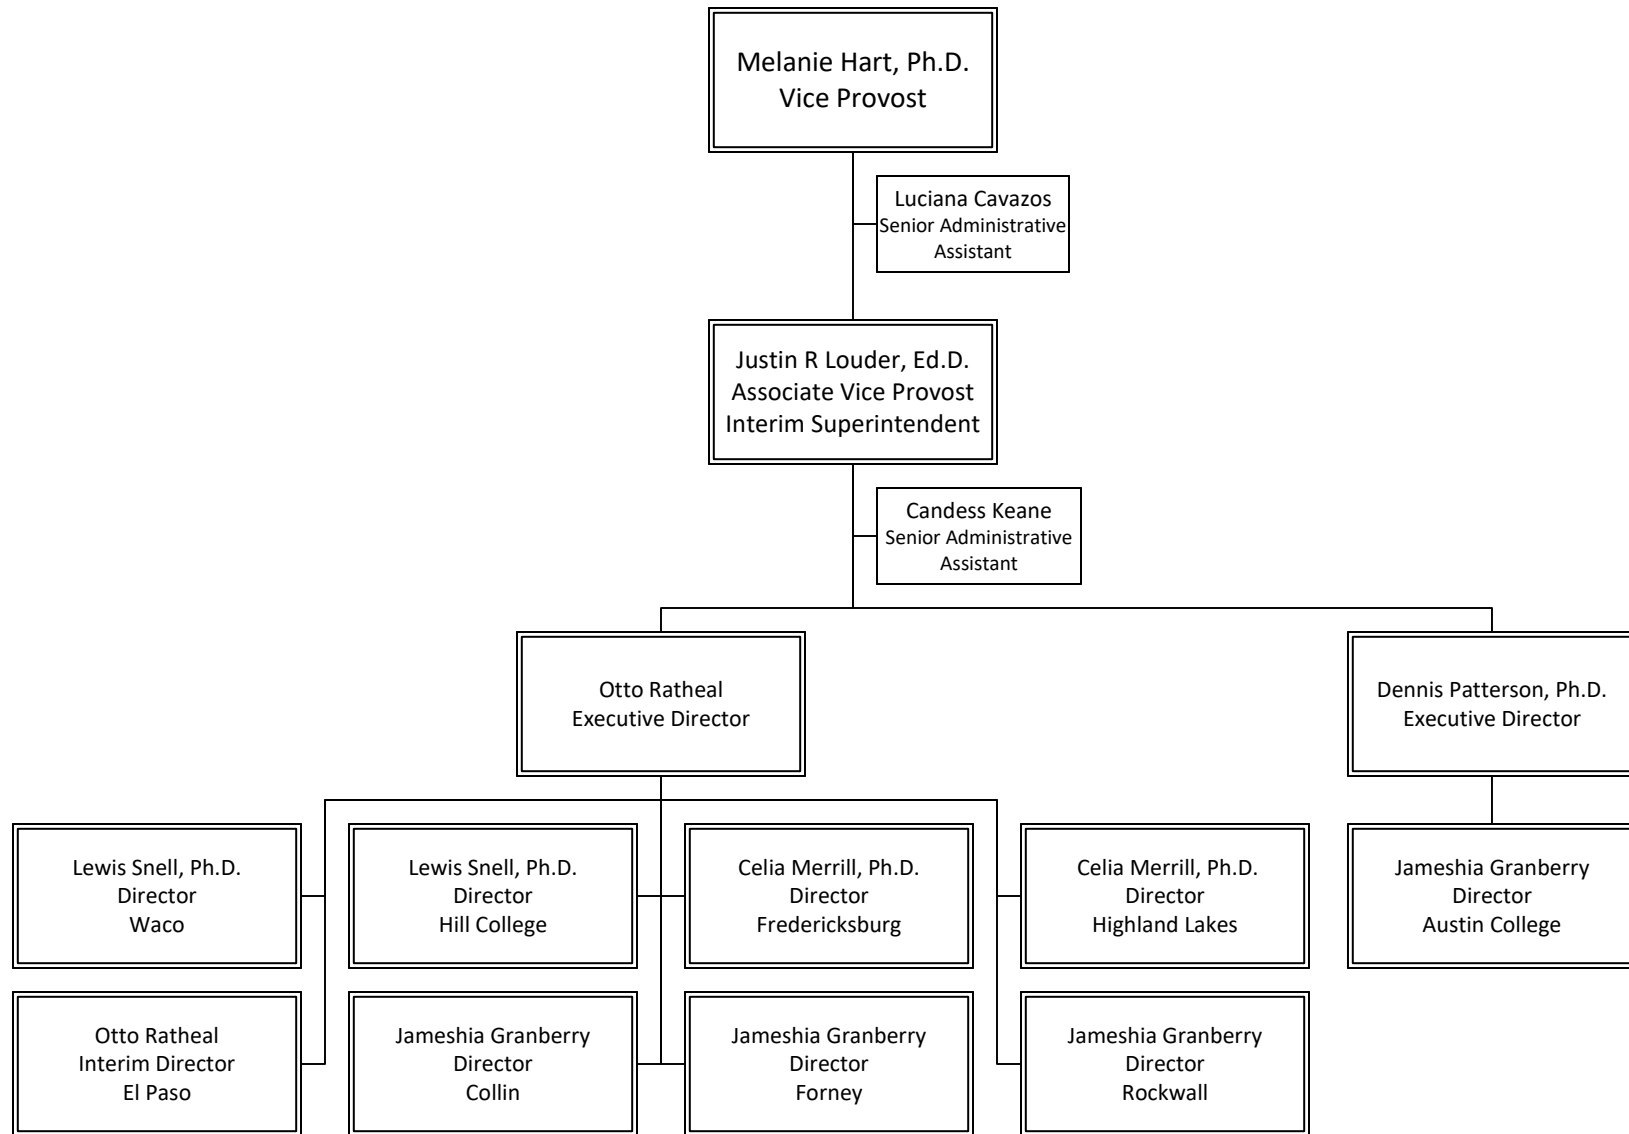 Melanie Hart, Ph.D.
Vice Provost
Luciana Cavazos
Senior Administrative
Assistant
Justin R Louder, Ed.D.
Associate Vice Provost
Interim Superintendent
Candess Keane
Senior Administrative
Assistant
Otto Ratheal
Executive Director
Dennis Patterson, Ph.D.
Executive Director
Lewis Snell, Ph.D.
Director
Waco
Lewis Snell, Ph.D.
Director
Hill College
Celia Merrill, Ph.D.
Director
Fredericksburg
Celia Merrill, Ph.D.
Director
Highland Lakes
Jameshia Granberry
Director
Austin College
Otto Ratheal
Interim Director
El Paso
Jameshia Granberry
Director
Collin
Jameshia Granberry
Director
Forney
Jameshia Granberry
Director
Rockwall